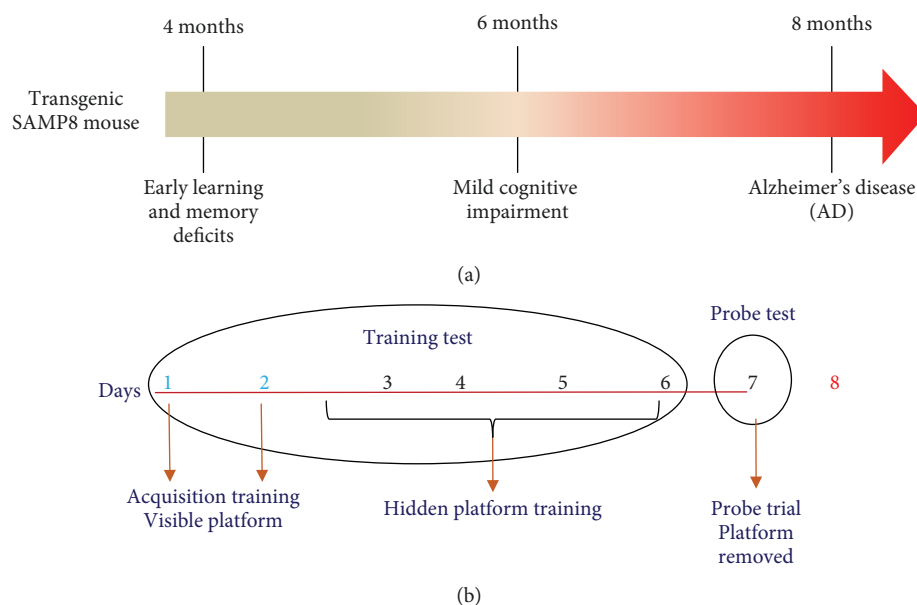 4 months
6 months
8 months
Transgenic
SAMP8 mouse
Early learning
and memory
deficits
Mild cognitive
impairment
Alzheimer's disease
(AD)
(a)
Training test
Probe test
Days
1
2
3
4
5
6
7
8
Acquisition training
Visible platform
Hidden platform training
Probe trial
Platform
removed
(b)